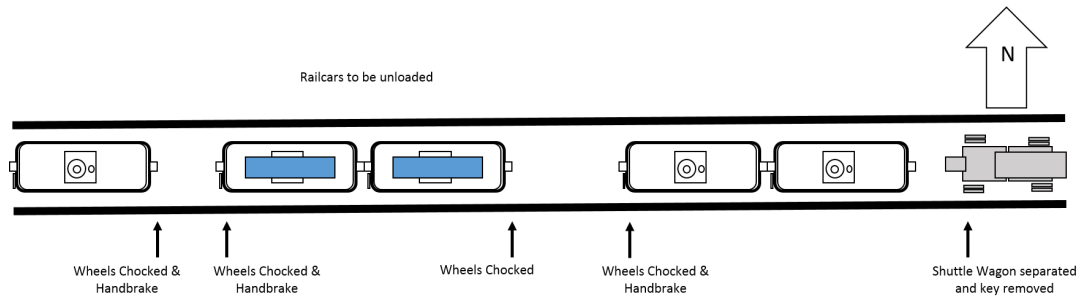 N
Railcars to be unloaded
Wheels Chocked &
Handbrake
Wheels Chocked &
Handbrake
Wheels Chocked
Wheels Chocked &
Handbrake
Shuttle Wagon separated
and key removed